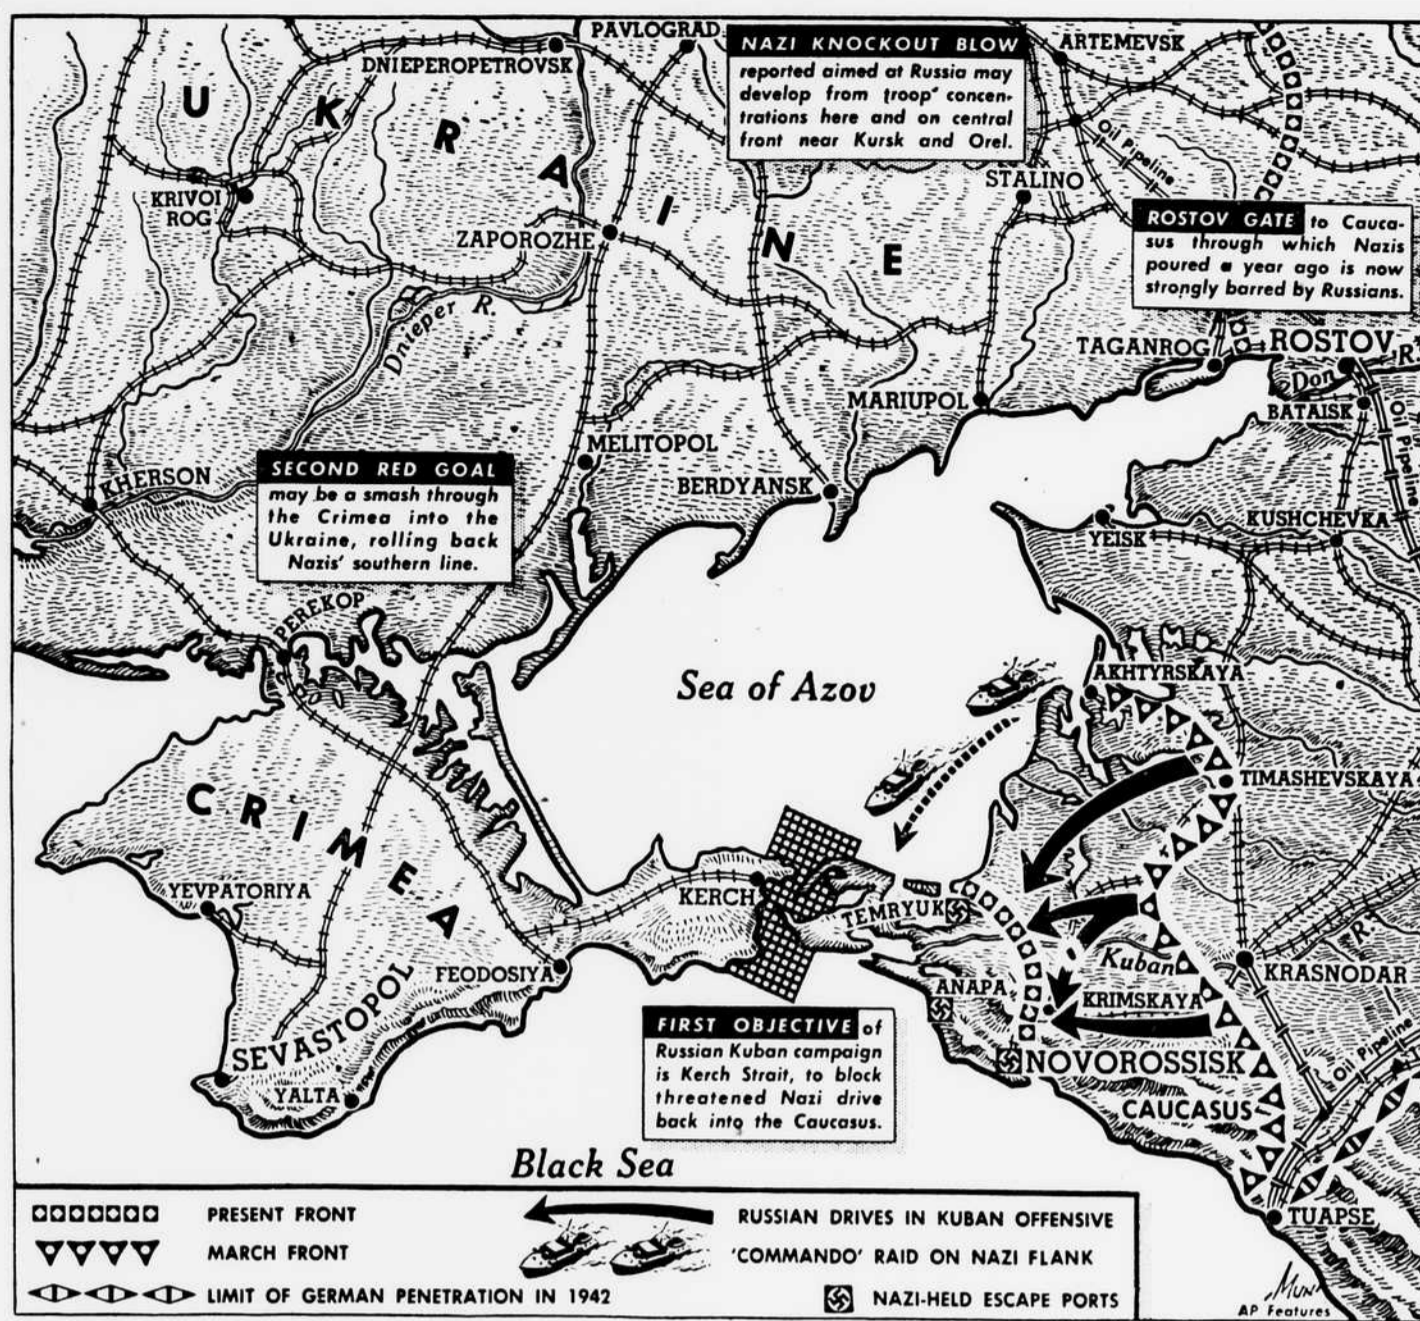 PAVLOGRAD
DNIEPEROPETROVSK
NAZI KNOCKOUT BLOW
reported aimed at Russia may
develop from troop concen-
trations here and on central
front near Kursk and Orel.
ARTEMEVSK
Oil Pipeline
UKRAINE
KRIVOI
ROG
ZAPOROZHE
STALINO
ROSTOV GATE to Cauca-
sus through which Nazis
poured a year ago is now
strongly barred by Russians.
Dnieper R.
TAGANROG
ROSTOV
Don
R.
BATAISK
Oil Pipeline
MARIUPOL
MELITOPOL
BERDYANSK
KHERSON
SECOND RED GOAL
may be a smash through
the Crimea into the
Ukraine, rolling back
Nazis' southern line.
KUSHCHEVKA
YEISK
PEREKOP
Sea of Azov
AKHTYRSKAYA
TIMASHEVSKAYA
CRIMEA
YEVPATORIYA
KERCH
TEMRYUK
FEODOSIYA
Kuban
R.
KRASNODAR
ANAPA
KRIMSKAYA
SEVASTOPOL
YALTA
FIRST OBJECTIVE of
Russian Kuban campaign
is Kerch Strait, to block
threatened Nazi drive
back into the Caucasus.
NOVOROSSISK
Oil Pipeline
CAUCASUS
Black Sea
TUAPSE
PRESENT FRONT
MARCH FRONT
LIMIT OF GERMAN PENETRATION IN 1942
RUSSIAN DRIVES IN KUBAN OFFENSIVE
'COMMANDO' RAID ON NAZI FLANK
NAZI-HELD ESCAPE PORTS
AP Features